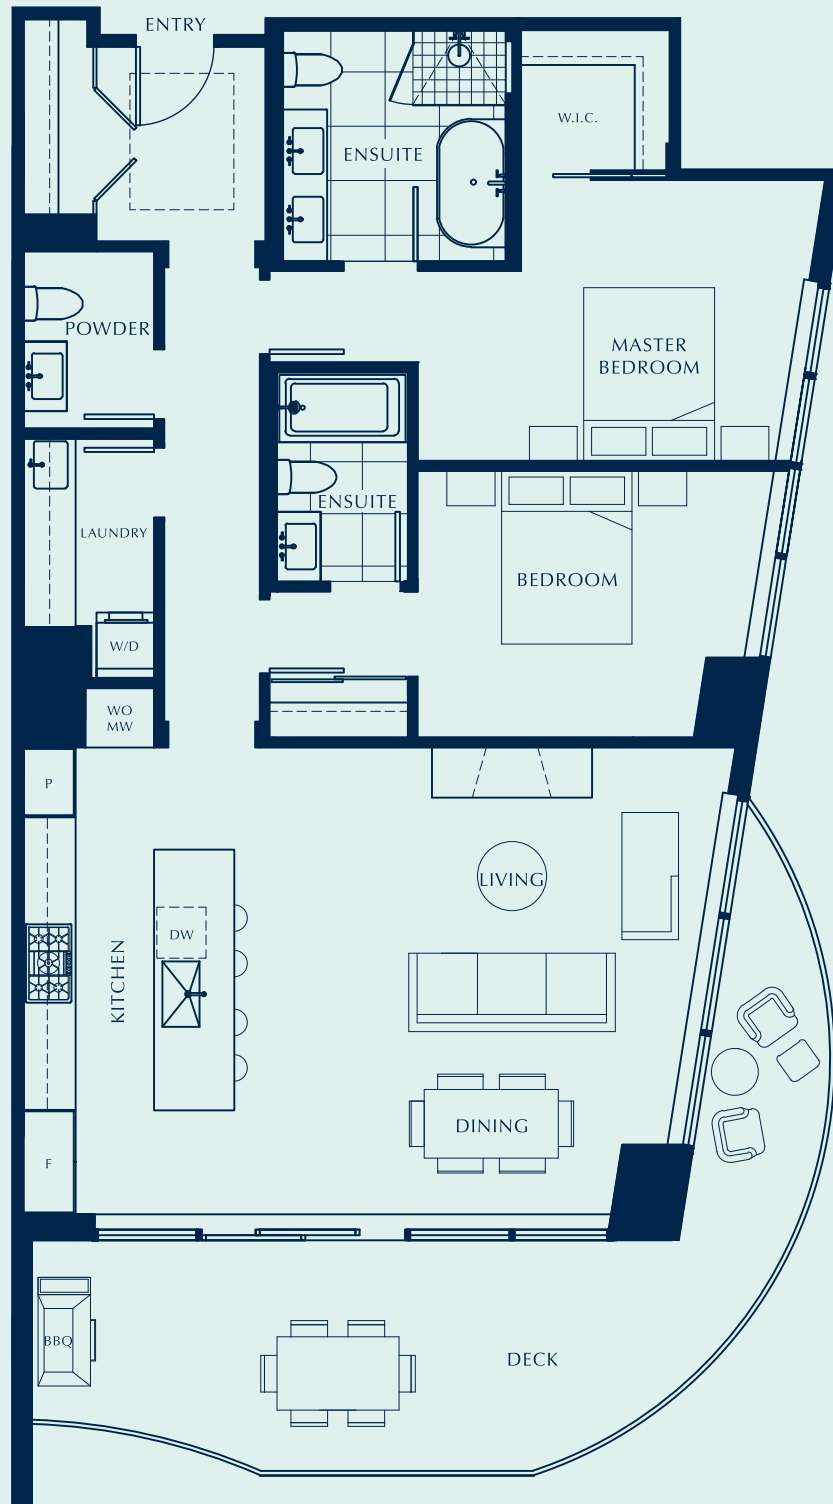 ENTRY
W.I.C.
ENSUITE
POWDER
MASTER
BEDROOM
ENSUITE
LAUNDRY
BEDROOM
W/D
WO
MW
P
LIVING
DW
KITCHEN
DINING
F
BBQ
DECK